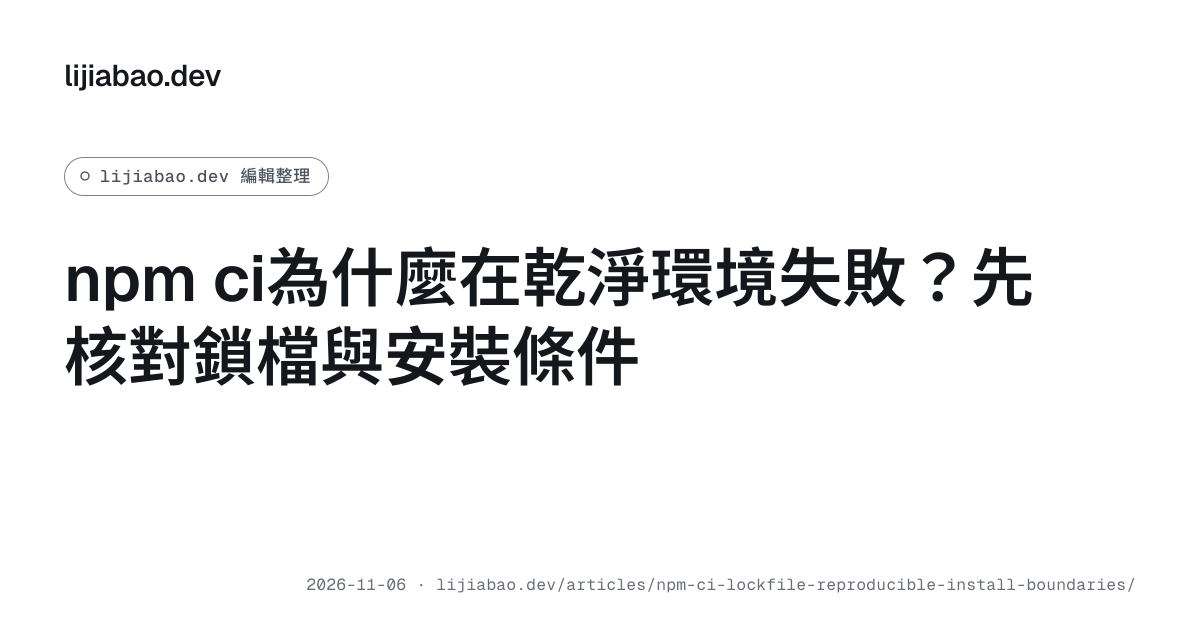 lijiabao.dev
lijiabao.dev 編輯整理
npm ci為什麼在乾淨環境失敗？先
核對鎖檔與安裝條件
2026-11-06 · lijiabao.dev/articles/npm-ci-lockfile-reproducible-install-boundaries/